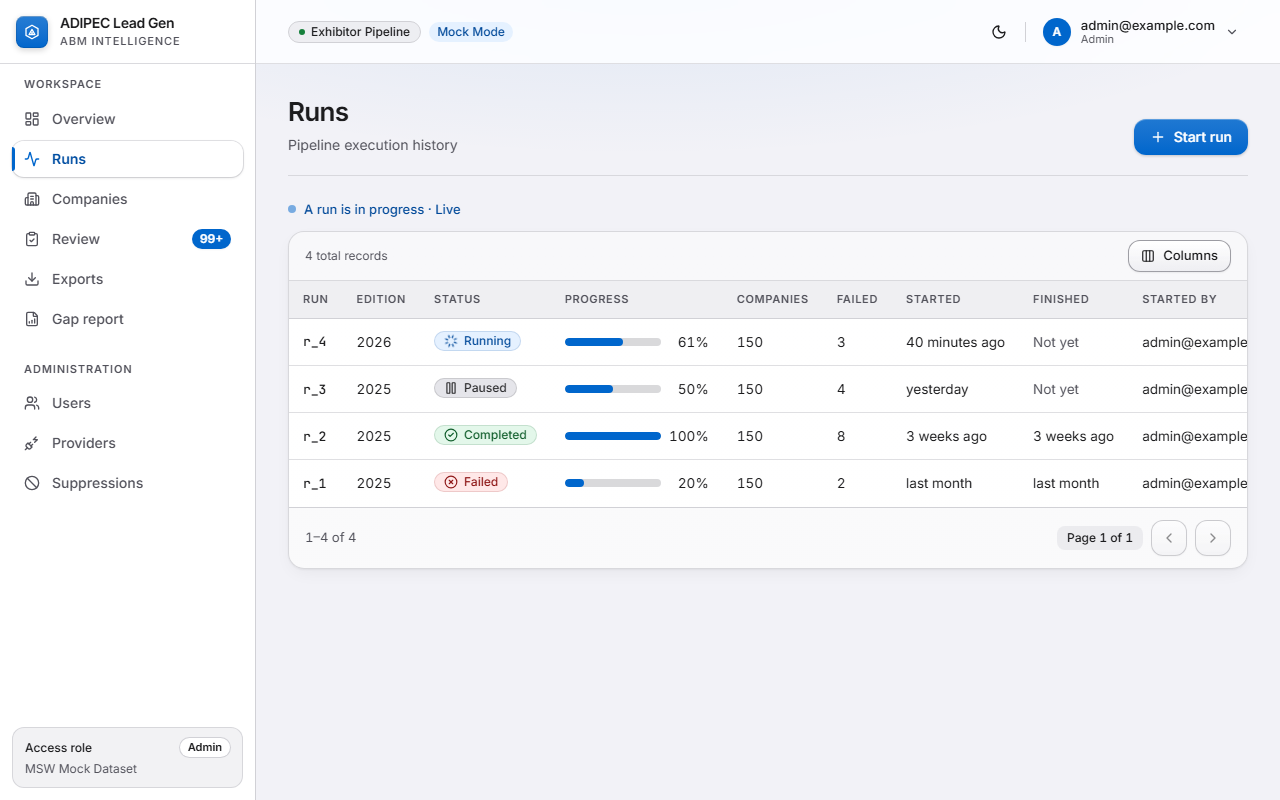 ADIPEC Lead Gen
ABM INTELLIGENCE
Exhibitor Pipeline
Mock Mode
A
admin@example.com
Admin
WORKSPACE
Overview
Runs
Companies
Review 99+
Exports
Gap report
ADMINISTRATION
Users
Providers
Suppressions
Access role Admin
MSW Mock Dataset
Runs
Pipeline execution history
Start run
A run is in progress · Live
4 total records
Columns
RUN EDITION STATUS PROGRESS COMPANIES FAILED STARTED FINISHED STARTED BY
r_4 2026 Running 61% 150 3 40 minutes ago Not yet admin@example
r_3 2025 Paused 50% 150 4 yesterday Not yet admin@example
r_2 2025 Completed 100% 150 8 3 weeks ago 3 weeks ago admin@example
r_1 2025 Failed 20% 150 2 last month last month admin@example
1–4 of 4
Page 1 of 1